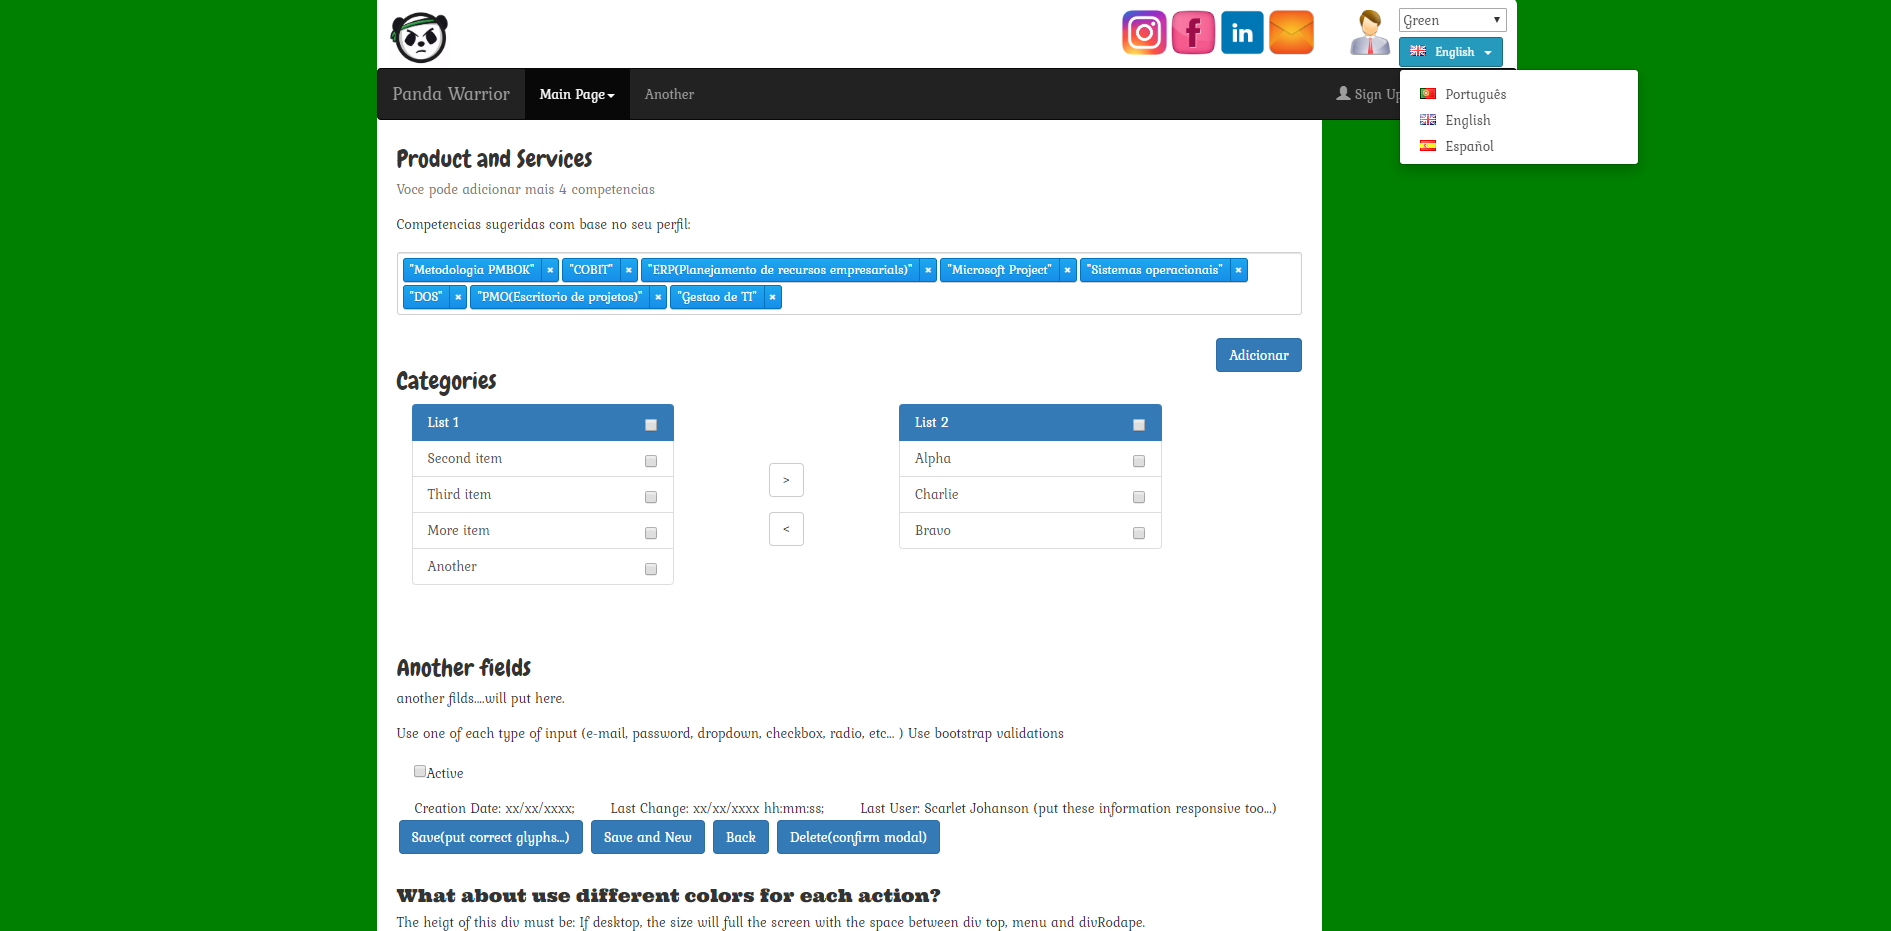 Green
English
Panda Warrior Main Page Another Sign Up
Português
English
Español
Product and Services
Voce pode adicionar mais 4 competencias
Competencias sugeridas com base no seu perfil:
"Metodologia PMBOK" × "COBIT" × "ERP(Planejamento de recursos empresarials)" × "Microsoft Project" × "Sistemas operacionais" ×
"DOS" × "PMO(Escritorio de projetos)" × "Gestao de TI" ×
Adicionar
Categories
List 1
Second item
Third item
More item
Another
>
<
List 2
Alpha
Charlie
Bravo
Another fields
another filds....will put here.
Use one of each type of input (e-mail, password, dropdown, checkbox, radio, etc... ) Use bootstrap validations
Active
Creation Date: xx/xx/xxxx; Last Change: xx/xx/xxxx hh:mm:ss; Last User: Scarlet Johanson (put these information responsive too...)
Save(put correct glyphs...) Save and New Back Delete(confirm modal)
What about use different colors for each action?
The heigt of this div must be: If desktop, the size will full the screen with the space between div top, menu and divRodape.